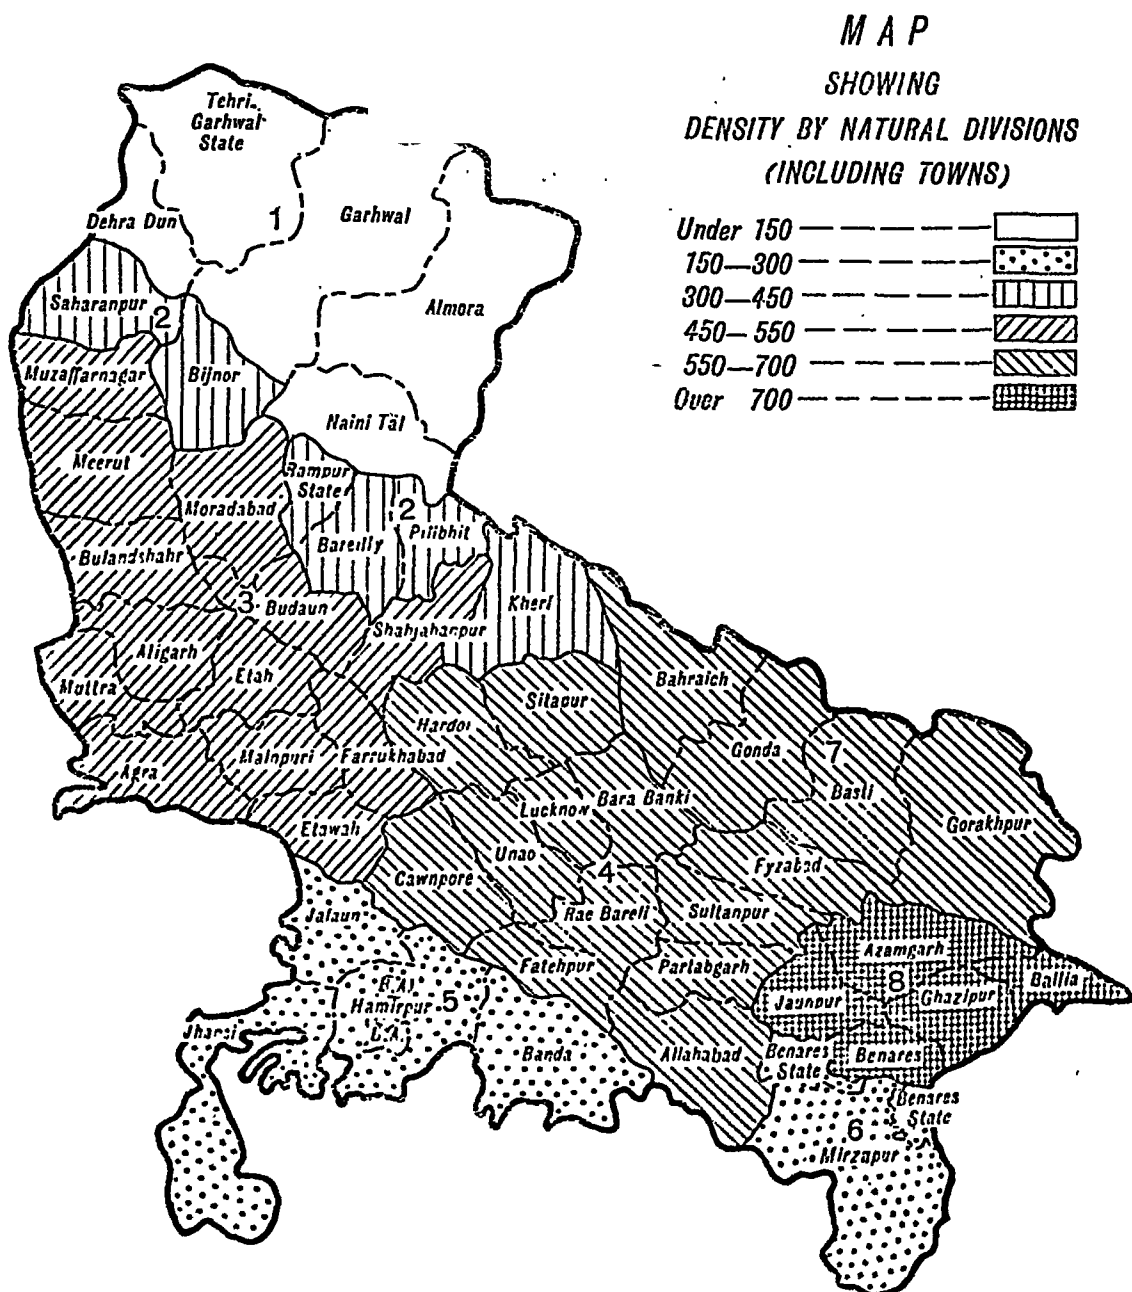 MAP
SHOWING
DENSITY BY NATURAL DIVISIONS
(INCLUDING TOWNS)
Under 150
150—300
300—450
450—550
550—700
Over 700
Tehri
Garhwal
State
1
Garhwal
Dehra Dun
Almora
Saharanpur
2
Bijnor
Muzaffarnagar
Naini Tāl
Meerut
Rampur
State
Moradabad
2
Pilibhit
Bareilly
Bulandshahr
3
Budaun
Kheri
Shahjahanpur
Aligarh
Etah
Muttra
Bahraich
Sitapur
Hardoi
Mainpuri
Farrukhabad
Agra
Gonda
7
Basti
Lucknow
Bara Banki
Etawah
Gorakhpur
Unao
4
Cawnpore
Fyzabad
Rae Bareli
Sultanpur
Jalaun
Azamgarh
Fatehpur
Partabgarh
8
Ballia
B.A.
Hamirpur
5
B.A.
Jaunpur
Ghazipur
Jhansi
Banda
Allahabad
Benares
State
Benares
Benares
State
6
Mirzapur